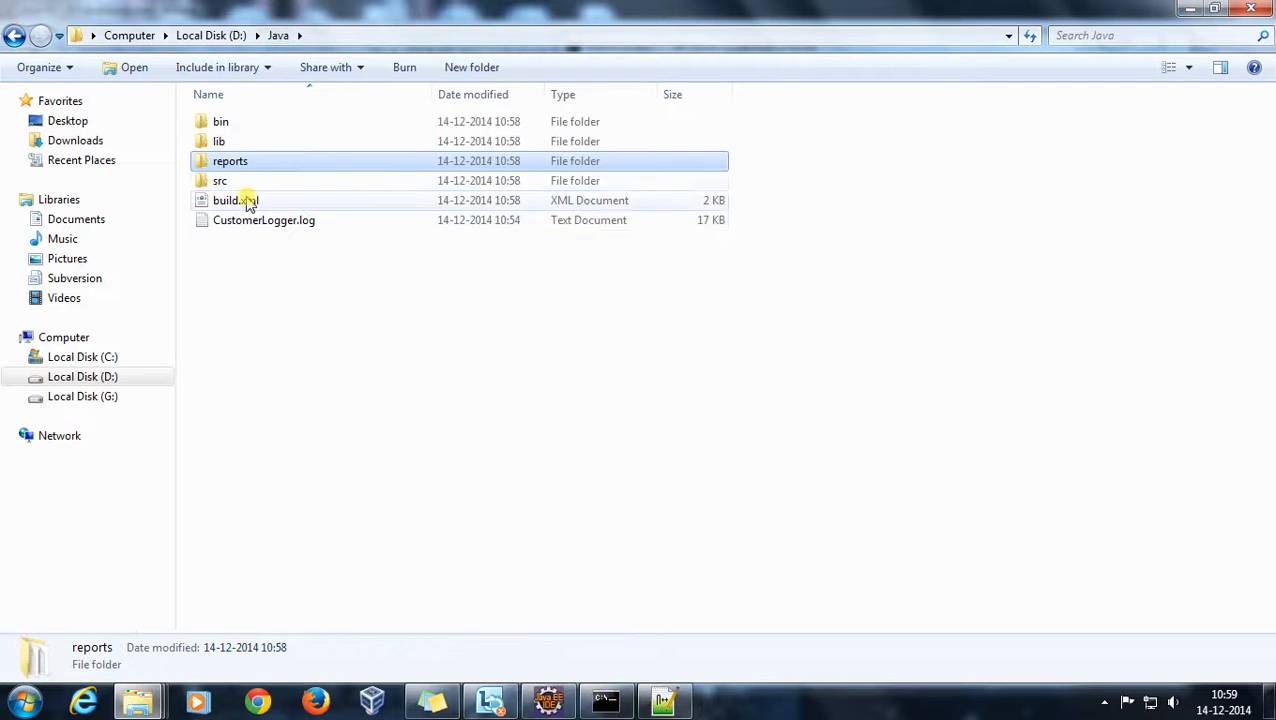 Computer Local Disk (D:) Java Search Java
Organize Open Include in library Share with Burn New folder
Name Date modified Type Size
Favorites
Desktop
Downloads
Recent Places
Libraries
Documents
Music
Pictures
Subversion
Videos
Computer
Local Disk (C:)
Local Disk (D:)
Local Disk (G:)
Network
bin 14-12-2014 10:58 File folder
lib 14-12-2014 10:58 File folder
reports 14-12-2014 10:58 File folder
src 14-12-2014 10:58 File folder
build.xml 14-12-2014 10:58 XML Document 2 KB
CustomerLogger.log 14-12-2014 10:54 Text Document 17 KB
reports Date modified: 14-12-2014 10:58
File folder
Java EE
IDE
C:\
10:59
14-12-2014